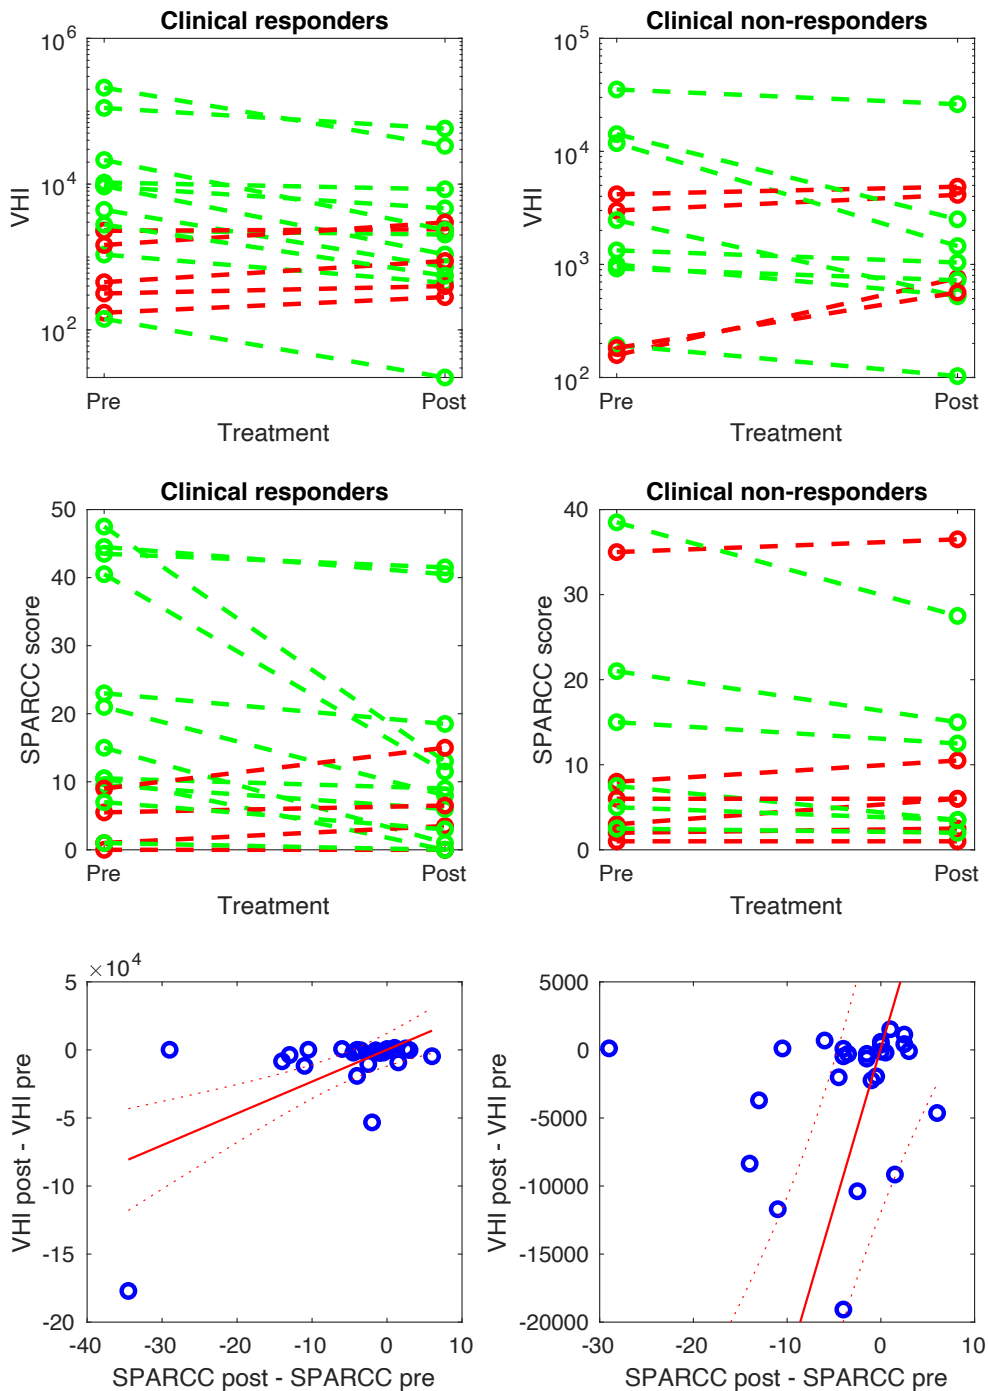 Clinical responders
Clinical non-responders
10^6
10^4
10^2
VHI
Pre
Post
Treatment
10^5
10^4
10^3
10^2
VHI
Pre
Post
Treatment
Clinical responders
Clinical non-responders
50
40
30
20
10
0
SPARCC score
Pre
Post
Treatment
40
30
20
10
0
SPARCC score
Pre
Post
Treatment
×10^4
5
0
-5
-10
-15
-20
VHI post - VHI pre
-40
-30
-20
-10
0
10
SPARCC post - SPARCC pre
5000
0
-5000
-10000
-15000
-20000
VHI post - VHI pre
-30
-20
-10
0
10
SPARCC post - SPARCC pre